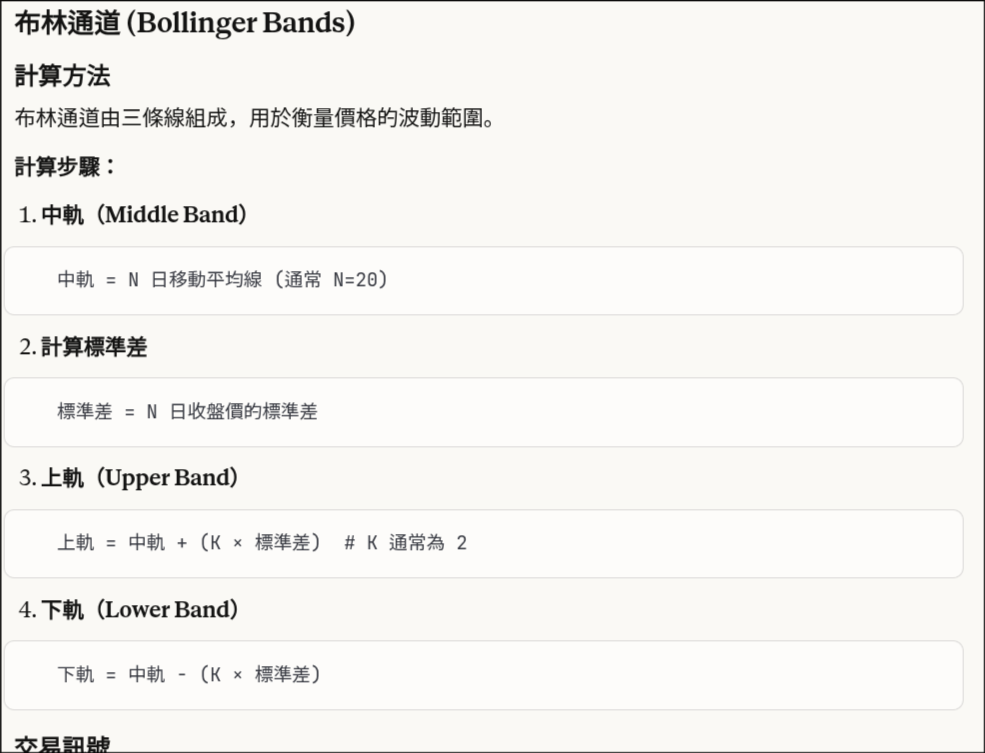 布林通道 (Bollinger Bands)
計算方法
布林通道由三條線組成，用於衡量價格的波動範圍。
計算步驟：
1. 中軌（Middle Band）
中軌 = N 日移動平均線 (通常 N=20)
2. 計算標準差
標準差 = N 日收盤價的標準差
3. 上軌（Upper Band）
上軌 = 中軌 + (K × 標準差)  # K 通常為 2
4. 下軌（Lower Band）
下軌 = 中軌 - (K × 標準差)
交易訊號